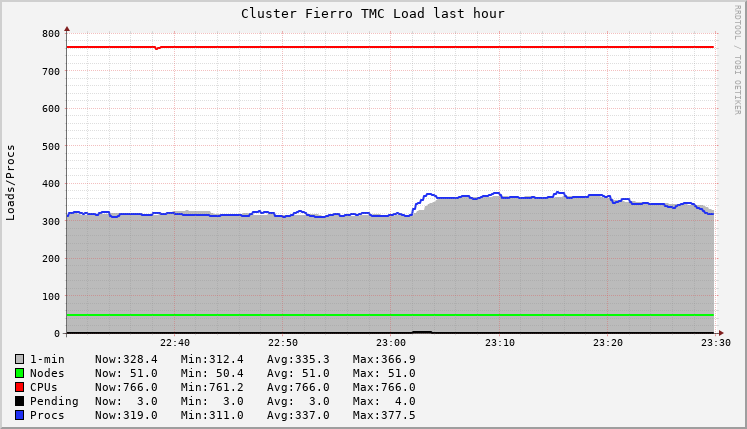 Cluster Fierro TMC Load last hour
RRDTOOL / TOBI OETIKER
Loads/Procs
800
700
600
500
400
300
200
100
0
22:40 22:50 23:00 23:10 23:20 23:30
1-min Now:328.4 Min:312.4 Avg:335.3 Max:366.9
Nodes Now: 51.0 Min: 50.4 Avg: 51.0 Max: 51.0
CPUs Now:766.0 Min:761.2 Avg:766.0 Max:766.0
Pending Now: 3.0 Min: 3.0 Avg: 3.0 Max: 4.0
Procs Now:319.0 Min:311.0 Avg:337.0 Max:377.5